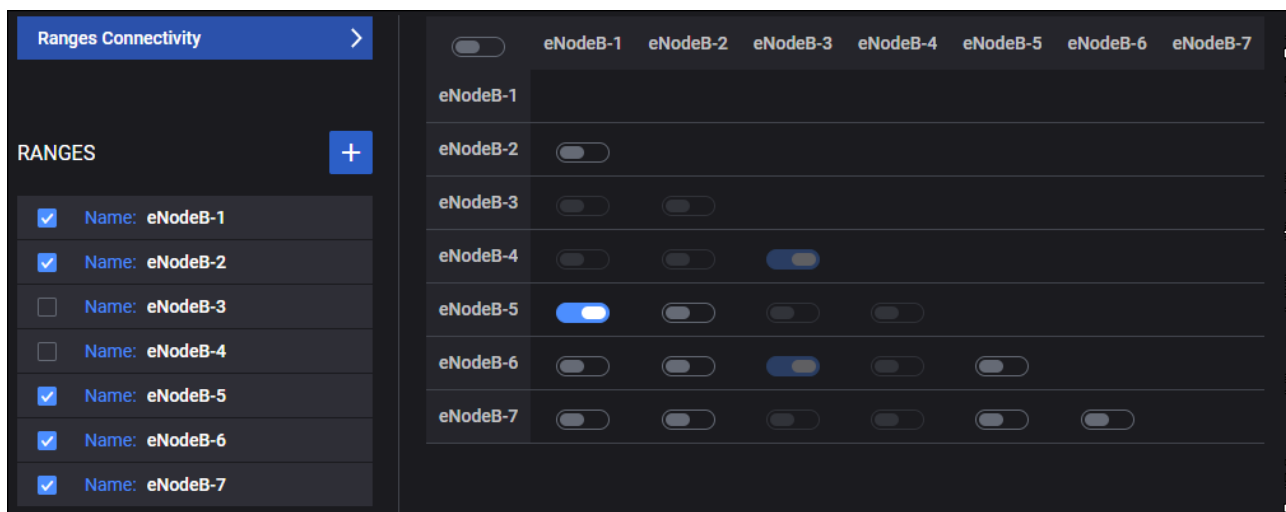 Ranges Connectivity
RANGES
+
Name: eNodeB-1
Name: eNodeB-2
Name: eNodeB-3
Name: eNodeB-4
Name: eNodeB-5
Name: eNodeB-6
Name: eNodeB-7
eNodeB-1 eNodeB-2 eNodeB-3 eNodeB-4 eNodeB-5 eNodeB-6 eNodeB-7
eNodeB-1
eNodeB-2
eNodeB-3
eNodeB-4
eNodeB-5
eNodeB-6
eNodeB-7